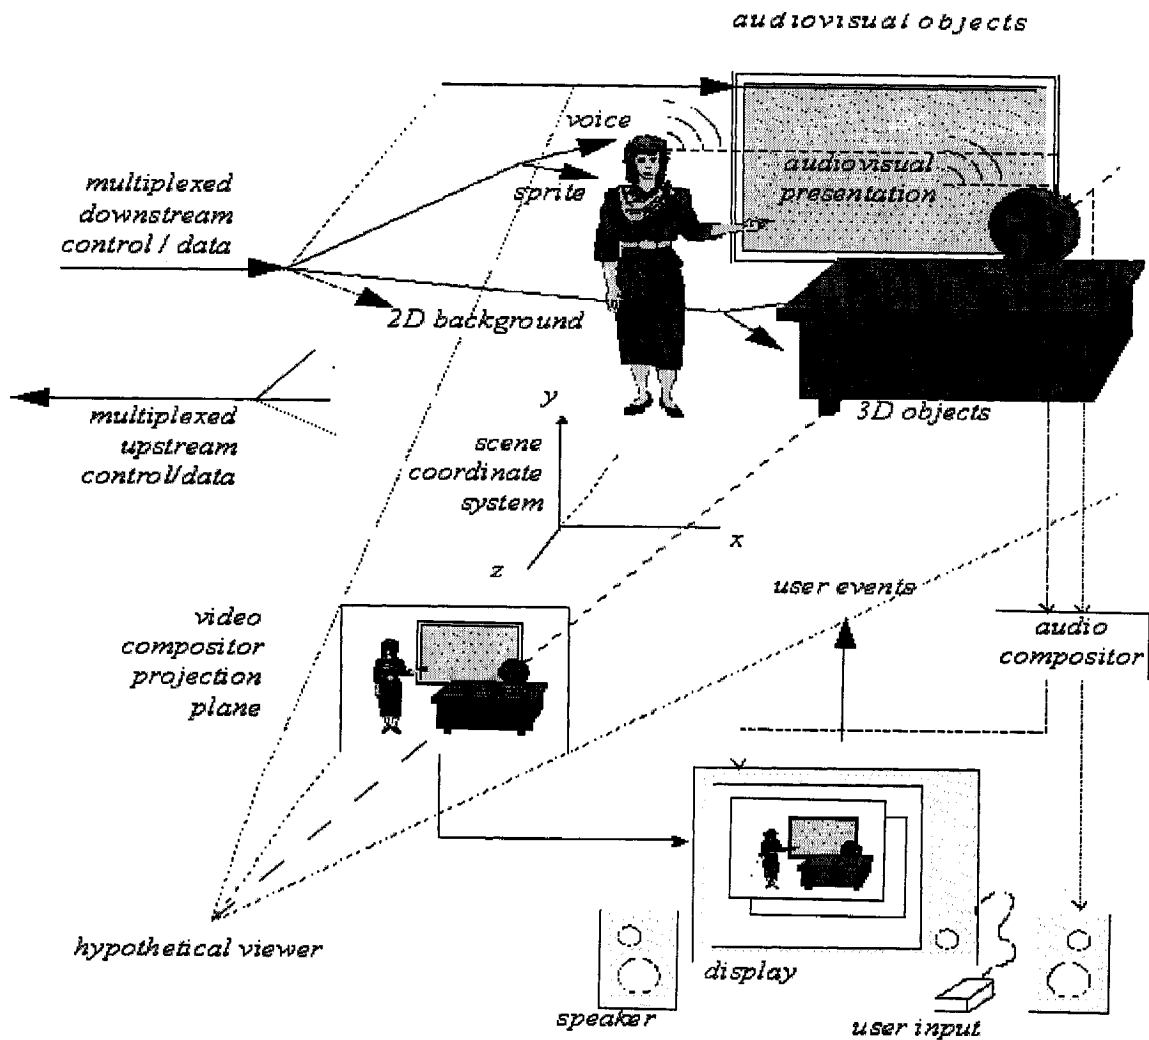 audiovisual objects
voice
sprite
audiovisual
presentation
multiplexed
downstream
control / data
2D background
3D objects
multiplexed
upstream
control/data
y
scene
coordinate
system
x
z
user events
video
compositor
projection
plane
audio
compositor
hypothetical viewer
display
speaker
user input